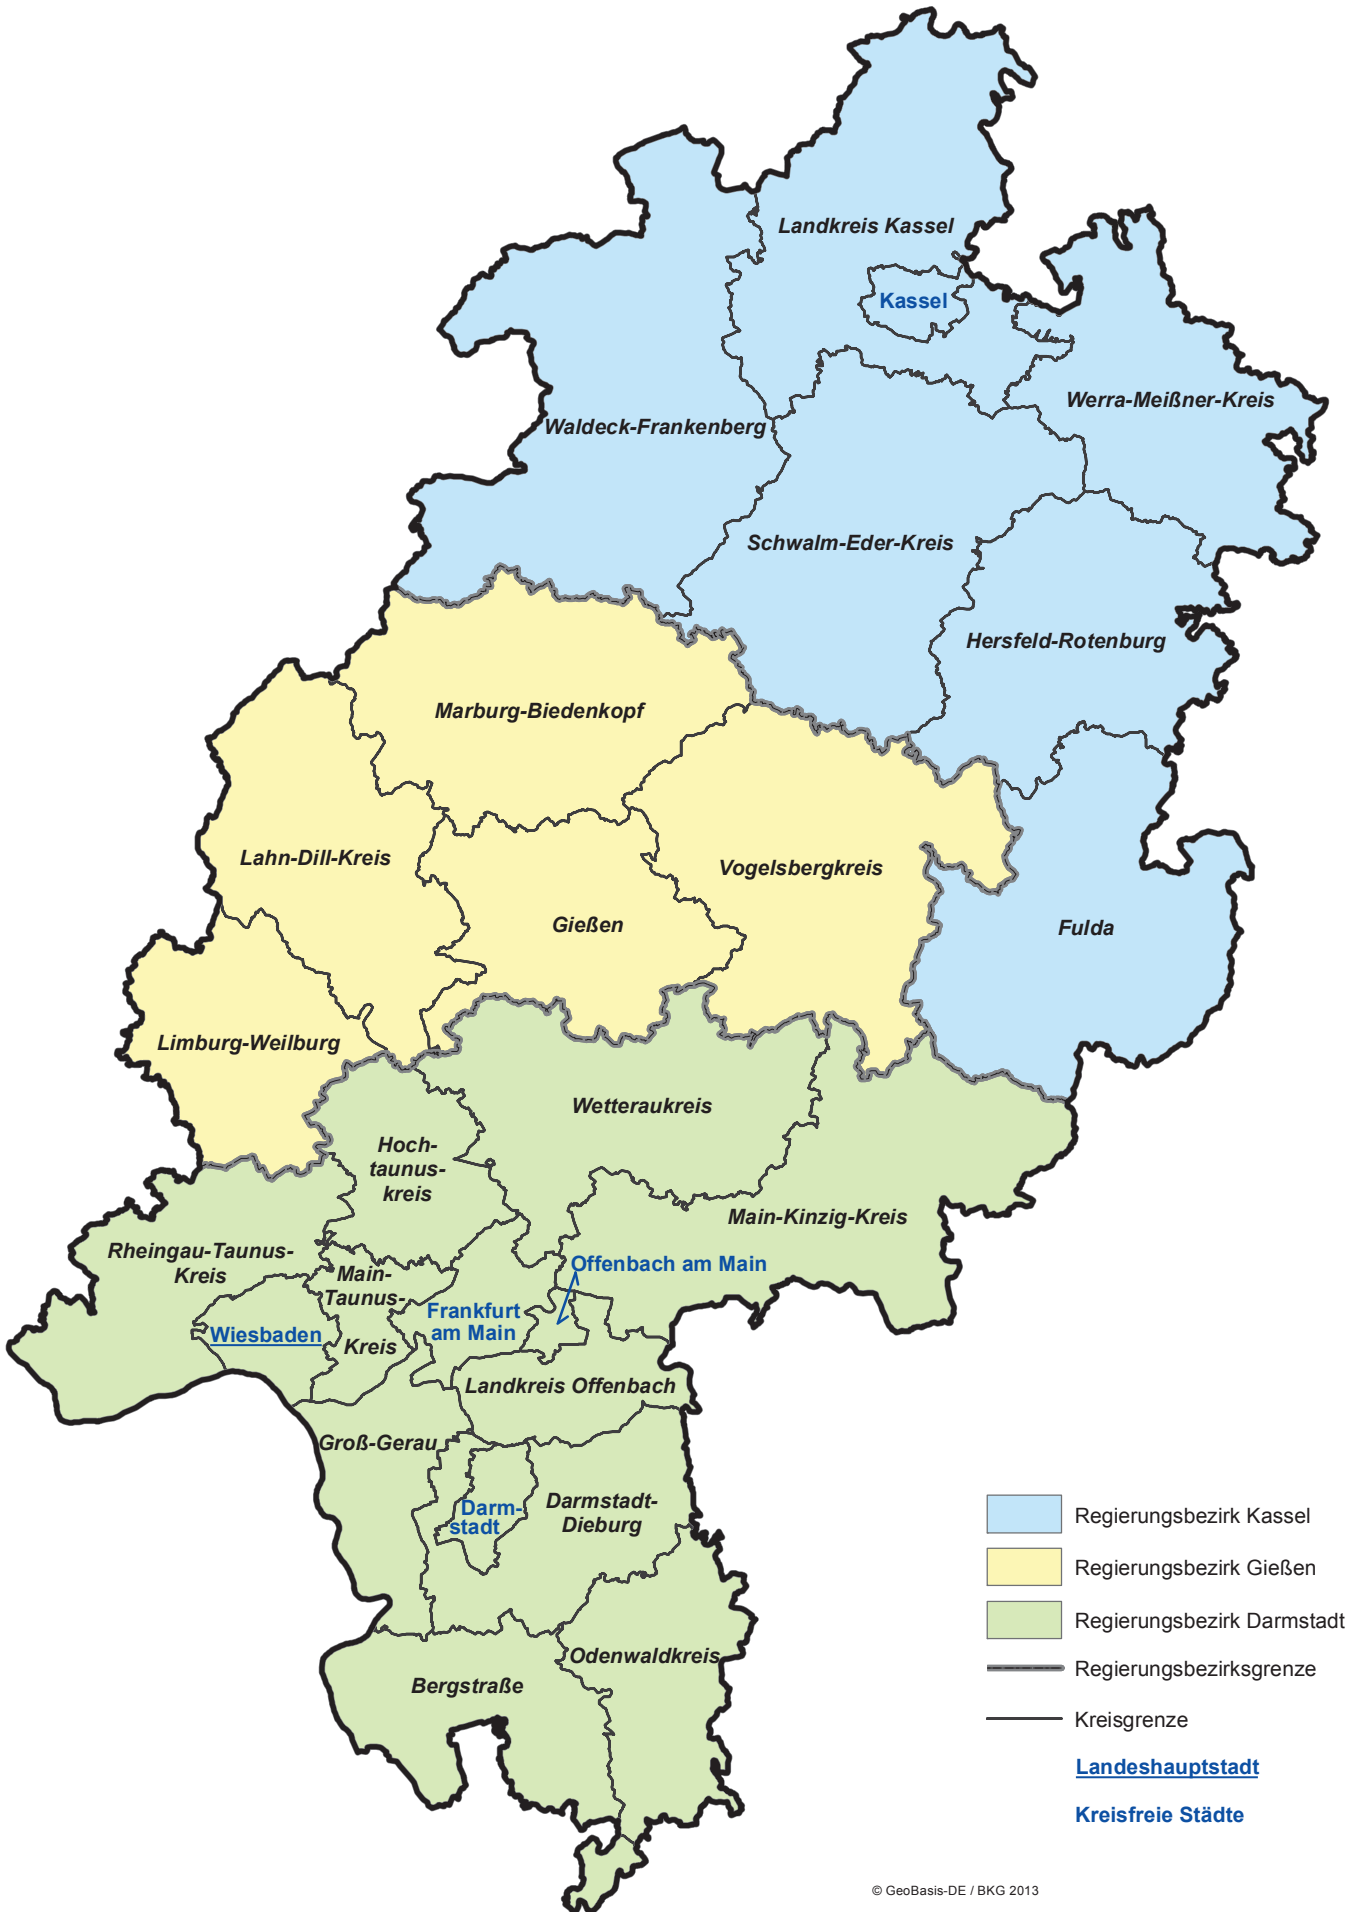 Landkreis Kassel
Kassel
Werra-Meißner-Kreis
Waldeck-Frankenberg
Schwalm-Eder-Kreis
Hersfeld-Rotenburg
Marburg-Biedenkopf
Lahn-Dill-Kreis
Vogelsbergkreis
Gießen
Fulda
Limburg-Weilburg
Wetteraukreis
Hoch-
taunus-
kreis
Main-Kinzig-Kreis
Rheingau-Taunus-
Kreis
Main-
Taunus-
Kreis
Offenbach am Main
Frankfurt
am Main
Wiesbaden
Landkreis Offenbach
Groß-Gerau
Darm-
stadt
Darmstadt-
Dieburg
Odenwaldkreis
Bergstraße
Regierungsbezirk Kassel
Regierungsbezirk Gießen
Regierungsbezirk Darmstadt
Regierungsbezirksgrenze
Kreisgrenze
Landeshauptstadt
Kreisfreie Städte
© GeoBasis-DE / BKG 2013